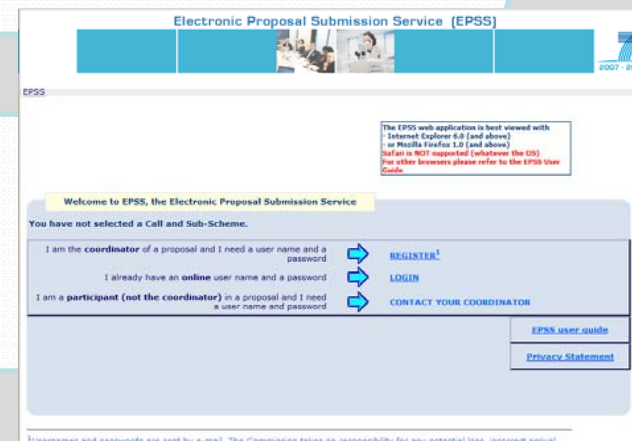 Electronic Proposal Submission Service (EPSS)
7
2007 - 2
EPSS
The EPSS web application is best viewed with
- Internet Explorer 6.0 (and above)
- or Mozilla Firefox 1.0 (and above)
Safari is NOT supported (whatever the OS)
For other browsers please refer to the EPSS User
Guide
Welcome to EPSS, the Electronic Proposal Submission Service
You have not selected a Call and Sub-Scheme.
I am the coordinator of a proposal and I need a user name and a
password
REGISTER¹
I already have an online user name and a password
LOGIN
I am a participant (not the coordinator) in a proposal and I need
a user name and password
CONTACT YOUR COORDINATOR
EPSS user guide
Privacy Statement
¹Usernames and passwords are sent by e-mail. The Commission takes no responsibility for any potential loss, incorrect arrival